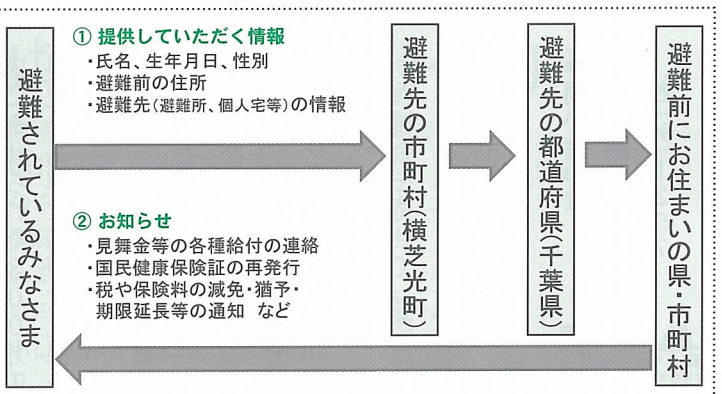 避難されているみなさま
① 提供していただく情報
・氏名、生年月日、性別
・避難前の住所
・避難先(避難所、個人宅等)の情報
② お知らせ
・見舞金等の各種給付の連絡
・国民健康保険証の再発行
・税や保険料の減免・猶予・
期限延長等の通知 など
避難先の市町村(横芝光町)
避難先の都道府県(千葉県)
避難前にお住まいの県・市町村